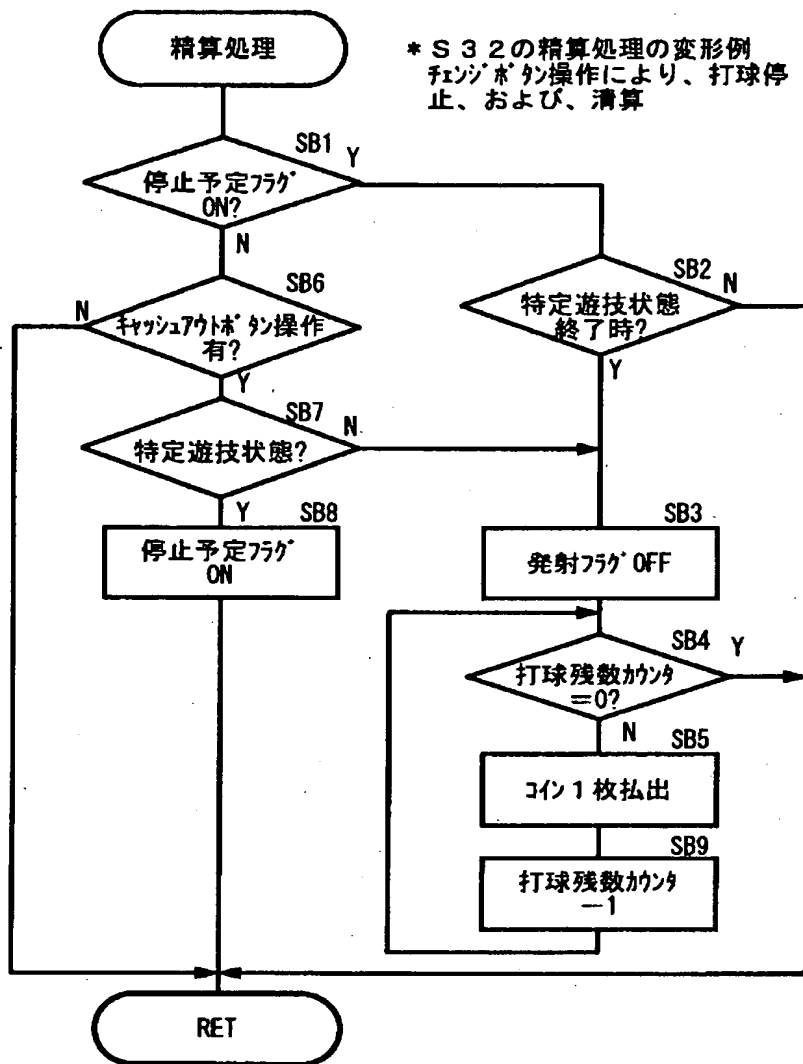 精算処理
* S32の精算処理の変形例
ﾁｪﾝｼﾞﾎﾞﾀﾝ操作により、打球停
止、および、清算
SB1
Y
停止予定ﾌﾗｸﾞ
ON?
N
SB2
N
特定遊技状態
終了時?
Y
SB6
N
ｷｬｯｼｭｱｳﾄﾎﾞﾀﾝ操作
有?
Y
SB7
N
特定遊技状態?
Y
SB8
停止予定ﾌﾗｸﾞ
ON
SB3
発射ﾌﾗｸﾞOFF
SB4
Y
打球残数ｶｳﾝﾀ
=0?
N
SB5
ｺｲﾝ1枚払出
SB9
打球残数ｶｳﾝﾀ
-1
RET